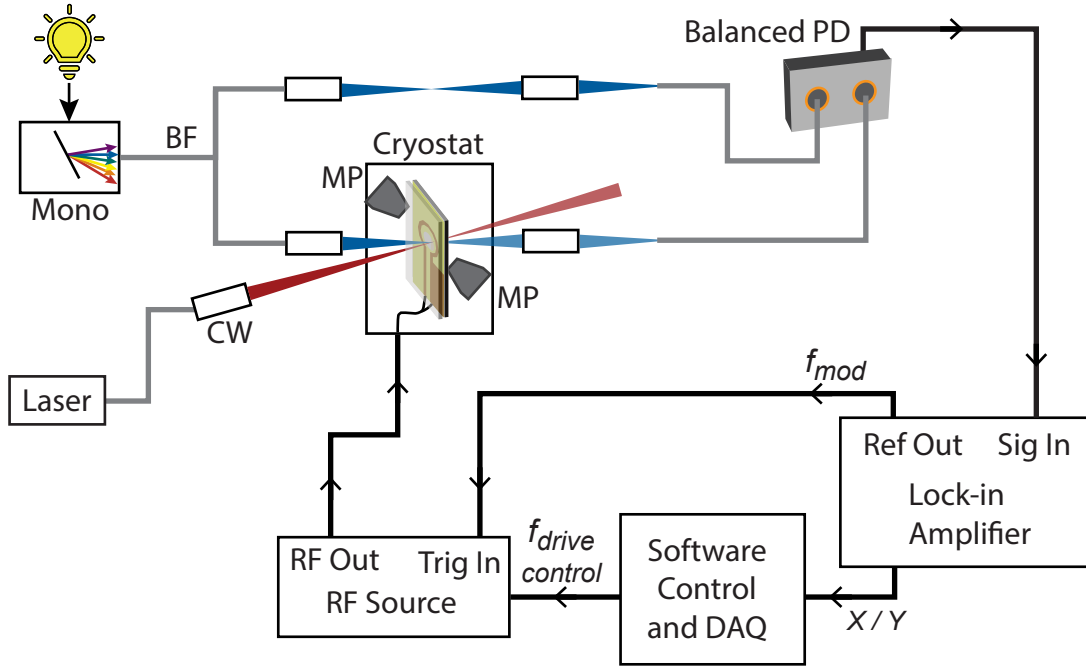 Balanced PD
BF
Cryostat
MP
Mono
MP
CW
Laser
f_mod
Ref Out Sig In
Lock-in
Amplifier
f_drive
control
RF Out Trig In
RF Source
Software
Control
and DAQ
X / Y